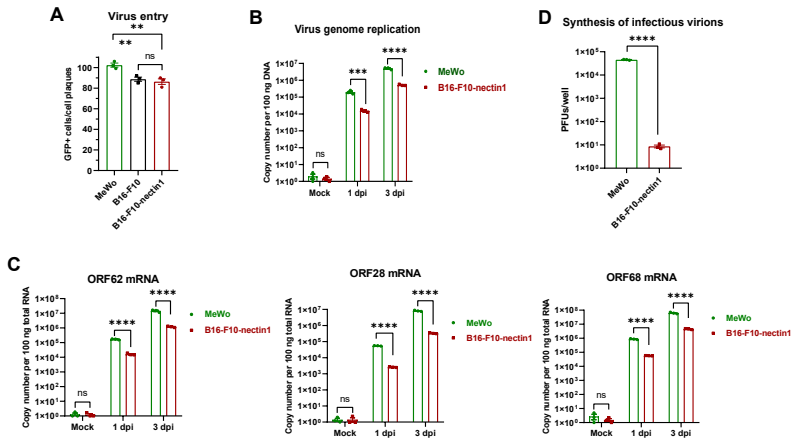 A
Virus entry
**
**
ns
GFP+ cells/cell plaques
100
80
60
40
20
0
MeWo
B16-F10
B16-F10-nectin1
B
Virus genome replication
Copy number per 100 ng DNA
1×10⁷
1×10⁶
1×10⁵
1×10⁴
1×10³
1×10²
1×10¹
1×10⁰
ns
***
****
Mock
1 dpi
3 dpi
MeWo
B16-F10-nectin1
D
Synthesis of infectious virions
****
PFUs/well
1×10⁵
1×10⁴
1×10³
1×10²
1×10¹
1×10⁰
MeWo
B16-F10-nectin1
C
ORF62 mRNA
Copy number per 100 ng total RNA
1×10⁸
1×10⁷
1×10⁶
1×10⁵
1×10⁴
1×10³
1×10²
1×10¹
1×10⁰
ns
****
****
Mock
1 dpi
3 dpi
MeWo
B16-F10-nectin1
ORF28 mRNA
Copy number per 100 ng total RNA
1×10⁷
1×10⁶
1×10⁵
1×10⁴
1×10³
1×10²
1×10¹
1×10⁰
ns
****
****
Mock
1 dpi
3 dpi
MeWo
B16-F10-nectin1
ORF68 mRNA
Copy number per 100 ng total RNA
1×10⁸
1×10⁷
1×10⁶
1×10⁵
1×10⁴
1×10³
1×10²
1×10¹
1×10⁰
ns
****
****
Mock
1 dpi
3 dpi
MeWo
B16-F10-nectin1